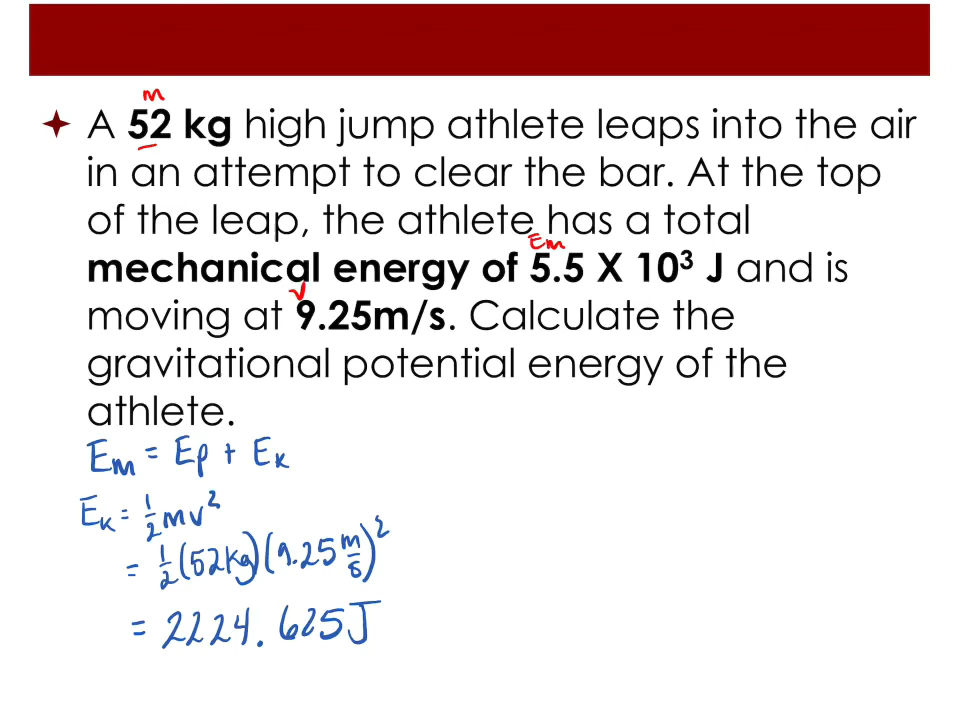 m
A 52 kg high jump athlete leaps into the air
in an attempt to clear the bar. At the top
of the leap, the athlete has a total
Em
mechanical energy of 5.5 X 10³ J and is
v
moving at 9.25m/s. Calculate the
gravitational potential energy of the
athlete.
Em = Ep + Ek
Ek = 1/2 mv²
= 1/2 (52kg)(9.25 m/s)²
= 2224.625J